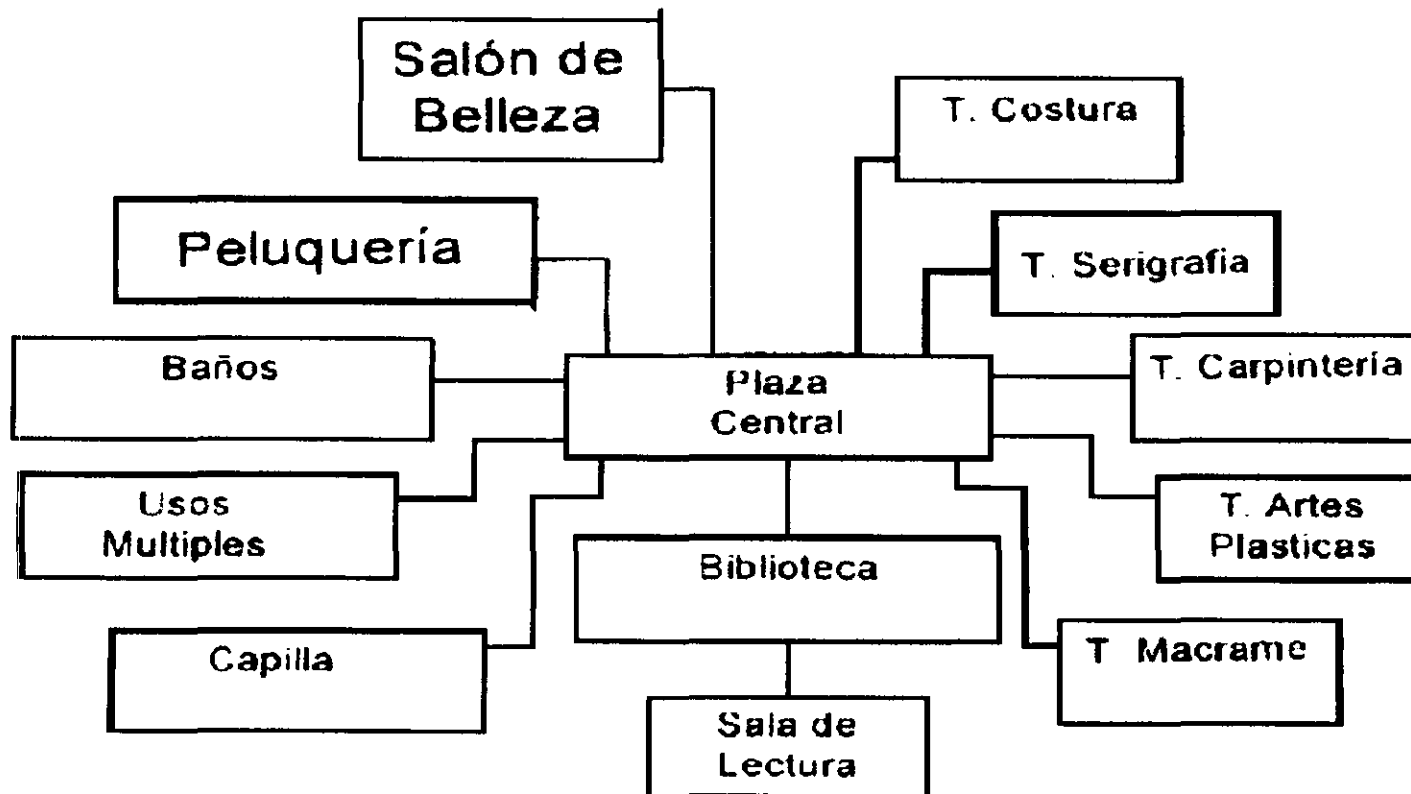 Salón de
Belleza
T. Costura
Peluquería
T. Serigrafia
Baños
Plaza
Central
T. Carpintería
Usos
Multiples
Biblioteca
T. Artes
Plasticas
Capilla
T Macrame
Sala de
Lectura